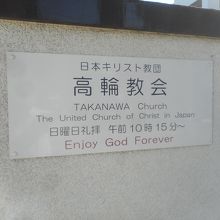 日本キリスト教団
高輪教会
TAKANAWA Church
The United Church of Christ in Japan
日曜日礼拝 午前10時15分〜
Enjoy God Forever